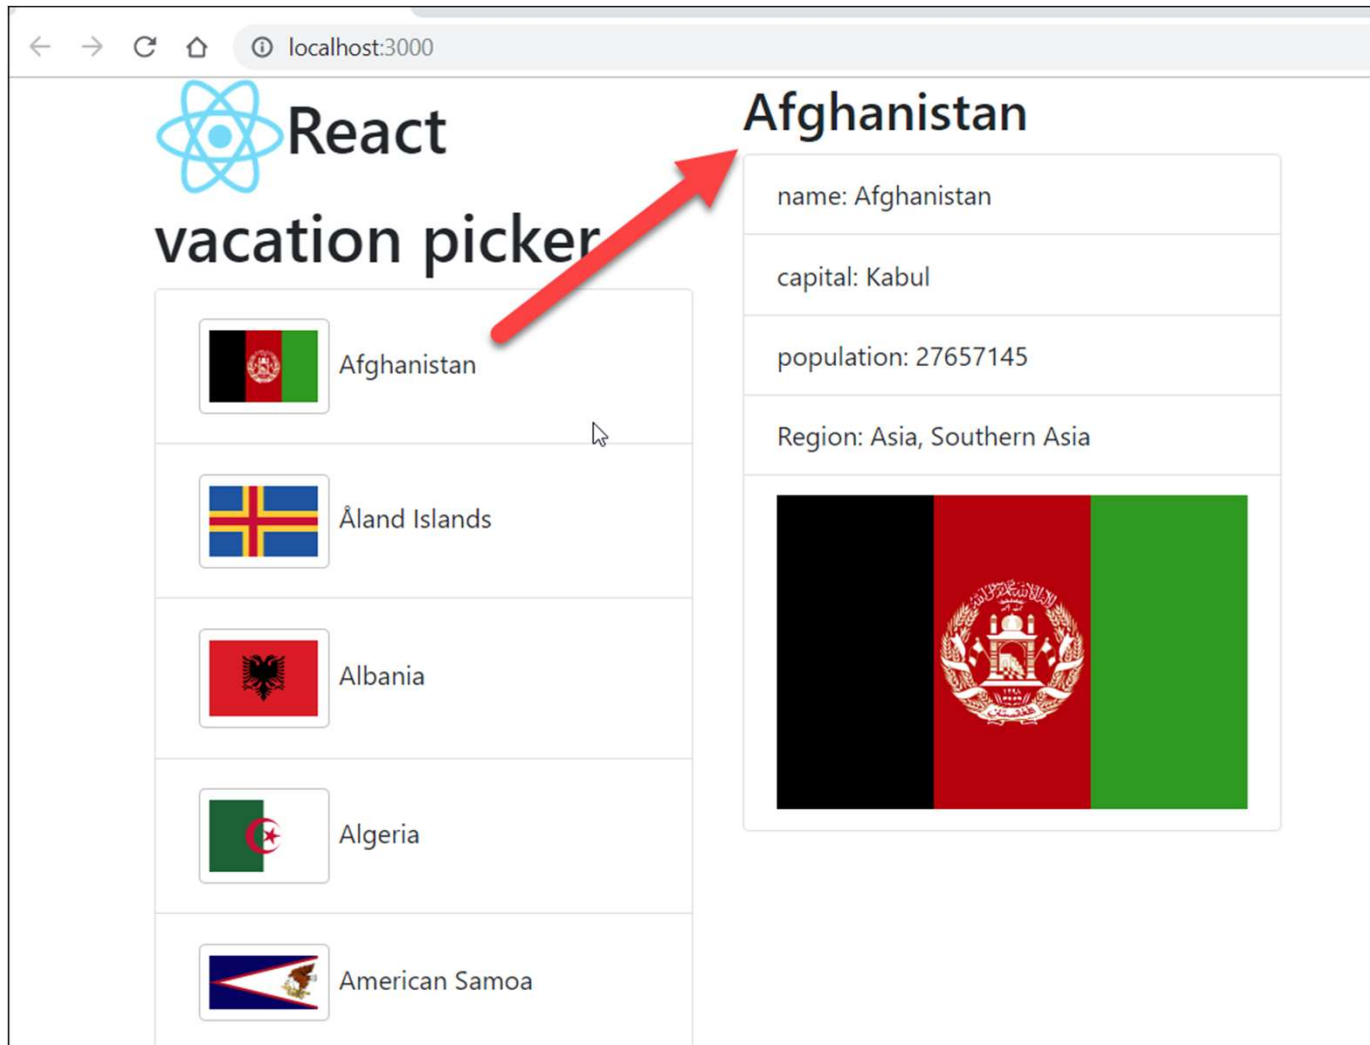 localhost:3000
React
vacation picker
Afghanistan
Åland Islands
Albania
Algeria
American Samoa
Afghanistan
name: Afghanistan
capital: Kabul
population: 27657145
Region: Asia, Southern Asia